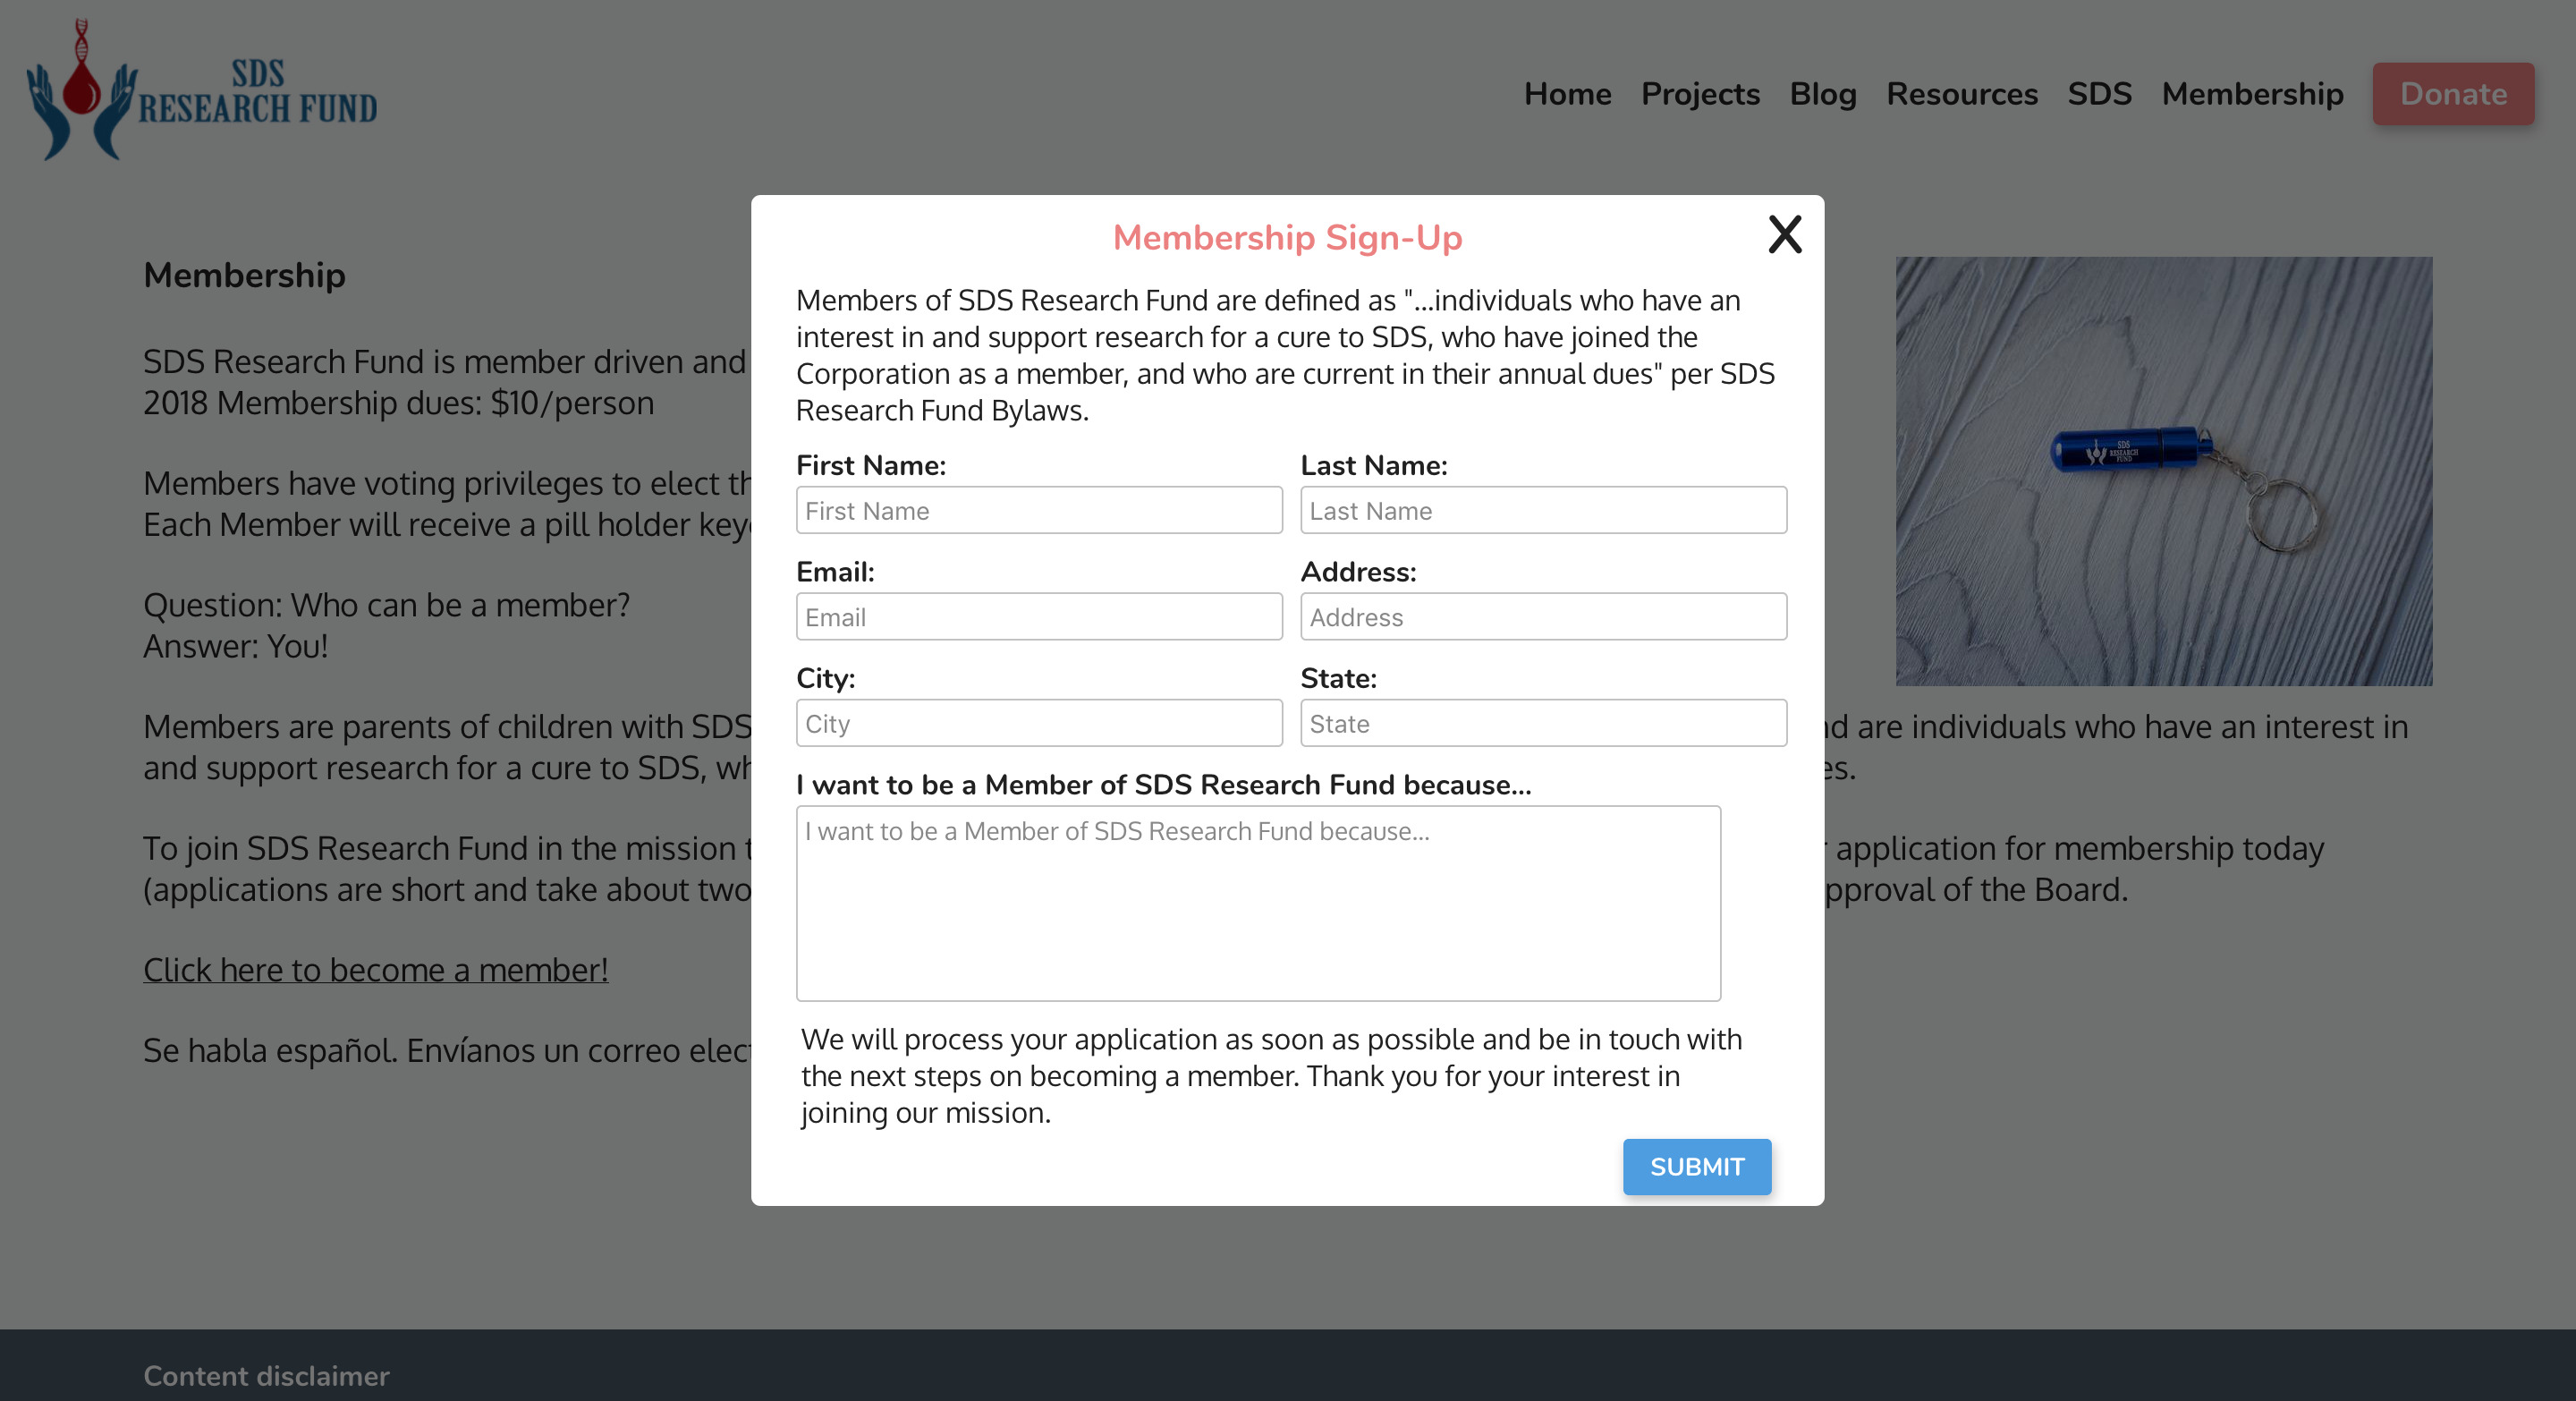 SDS
RESEARCH FUND
Home Projects Blog Resources SDS Membership Donate
Membership
SDS Research Fund is member driven and
2018 Membership dues: $10/person
Members have voting privileges to elect
Each Member will receive a pill holder
Question: Who can be a member?
Answer: You!
Members are parents of children with SDS
and support research for a cure to SDS,
To join SDS Research Fund in the mission
(applications are short and take about two
Click here to become a member!
Se habla español. Envíanos un correo
Membership Sign-Up
X
Members of SDS Research Fund are defined as "...individuals who have an
interest in and support research for a cure to SDS, who have joined the
Corporation as a member, and who are current in their annual dues" per SDS
Research Fund Bylaws.
First Name: Last Name:
First Name Last Name
Email: Address:
Email Address
City: State:
City State
I want to be a Member of SDS Research Fund because...
I want to be a Member of SDS Research Fund because...
We will process your application as soon as possible and be in touch with
the next steps on becoming a member. Thank you for your interest in
joining our mission.
SUBMIT
SDS
RESEARCH
FUND
are individuals who have an interest in
application for membership today
of the Board.
Content disclaimer